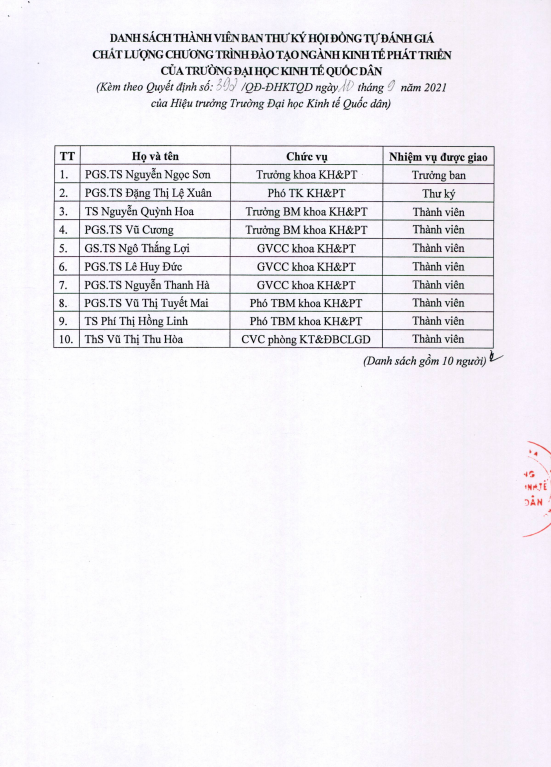 DANH SÁCH THÀNH VIÊN BAN THƯ KÝ HỘI ĐỒNG TỰ ĐÁNH GIÁ
CHẤT LƯỢNG CHƯƠNG TRÌNH ĐÀO TẠO NGÀNH KINH TẾ PHÁT TRIỂN
CỦA TRƯỜNG ĐẠI HỌC KINH TẾ QUỐC DÂN
(Kèm theo Quyết định số: /QĐ-ĐHKTQD ngày 10 tháng 9 năm 2021
của Hiệu trưởng Trường Đại học Kinh tế Quốc dân)
TT Họ và tên Chức vụ Nhiệm vụ được giao
1. PGS.TS Nguyễn Ngọc Sơn Trưởng khoa KH&PT Trưởng ban
2. PGS.TS Đặng Thị Lệ Xuân Phó TK KH&PT Thư ký
3. TS Nguyễn Quỳnh Hoa Trưởng BM khoa KH&PT Thành viên
4. PGS.TS Vũ Cương Trưởng BM khoa KH&PT Thành viên
5. GS.TS Ngô Thắng Lợi GVCC khoa KH&PT Thành viên
6. PGS.TS Lê Huy Đức GVCC khoa KH&PT Thành viên
7. PGS.TS Nguyễn Thanh Hà GVCC khoa KH&PT Thành viên
8. PGS.TS Vũ Thị Tuyết Mai Phó TBM khoa KH&PT Thành viên
9. TS Phí Thị Hồng Linh Phó TBM khoa KH&PT Thành viên
10. ThS Vũ Thị Thu Hòa CVC phòng KT&ĐBCLGD Thành viên
(Danh sách gồm 10 người)
DÂN